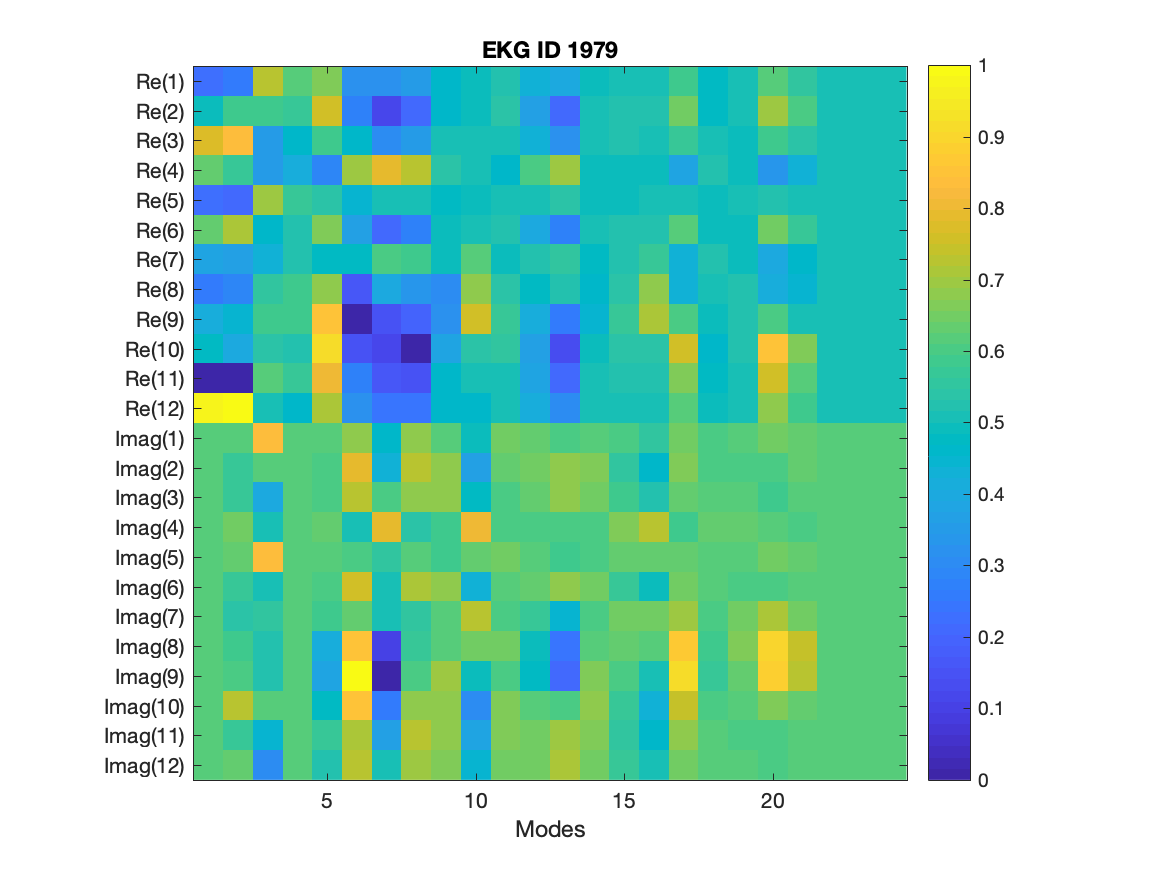 EKG ID 1979
Re(1)
Re(2)
Re(3)
Re(4)
Re(5)
Re(6)
Re(7)
Re(8)
Re(9)
Re(10)
Re(11)
Re(12)
Imag(1)
Imag(2)
Imag(3)
Imag(4)
Imag(5)
Imag(6)
Imag(7)
Imag(8)
Imag(9)
Imag(10)
Imag(11)
Imag(12)
5 10 15 20
Modes
1
0.9
0.8
0.7
0.6
0.5
0.4
0.3
0.2
0.1
0